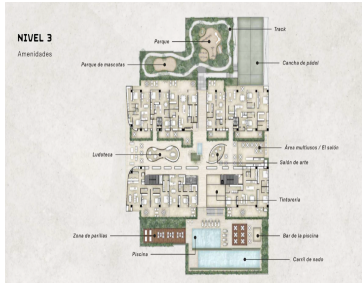 NIVEL 3
Amenidades
Parque
Track
Parque de mascotas
Cancha de pádel
Ludoteca
Área multiusos / El salón
Salón de arte
Tintorería
Zona de parillas
Bar de la piscina
Piscina
Carril de nado